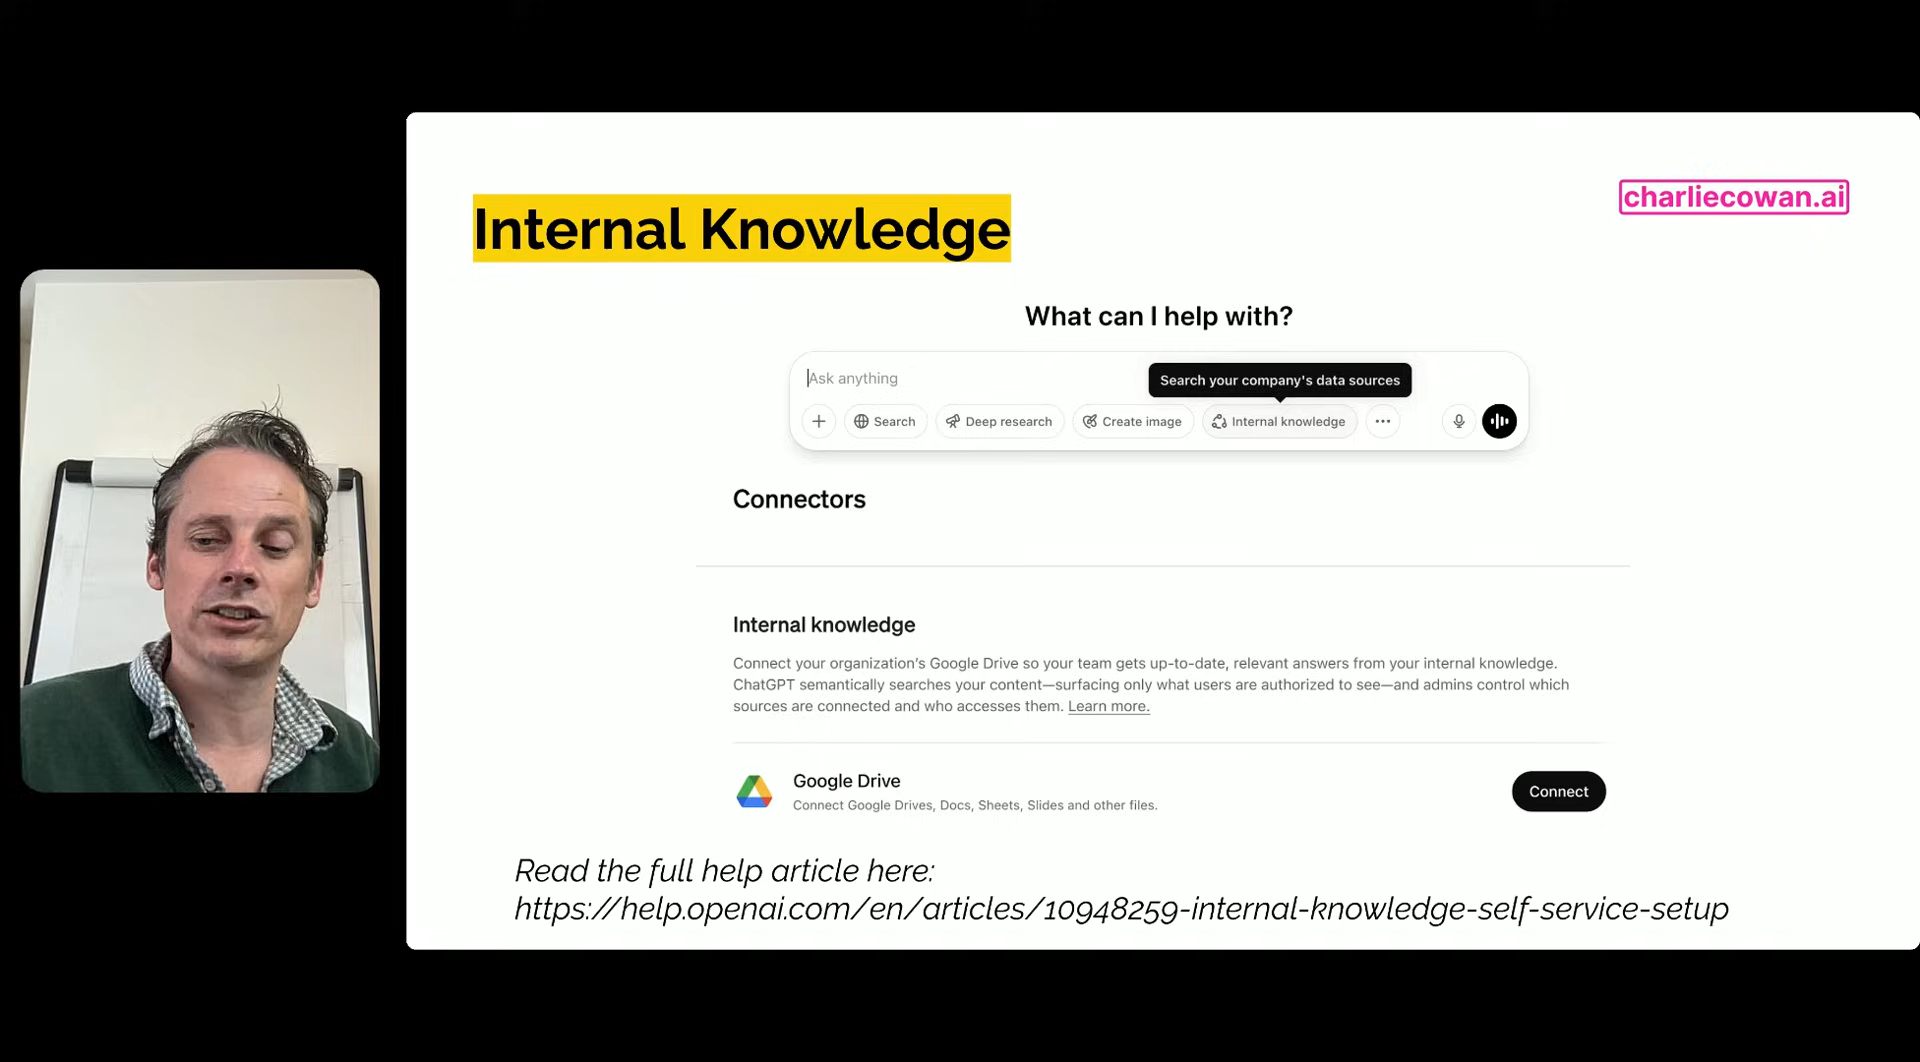 charliecowan.ai
Internal Knowledge
What can I help with?
Ask anything
Search your company's data sources
Search
Deep research
Create image
Internal knowledge
Connectors
Internal knowledge
Connect your organization's Google Drive so your team gets up-to-date, relevant answers from your internal knowledge.
ChatGPT semantically searches your content—surfacing only what users are authorized to see—and admins control which
sources are connected and who accesses them. Learn more.
Google Drive
Connect Google Drives, Docs, Sheets, Slides and other files.
Connect
Read the full help article here:
https://help.openai.com/en/articles/10948259-internal-knowledge-self-service-setup